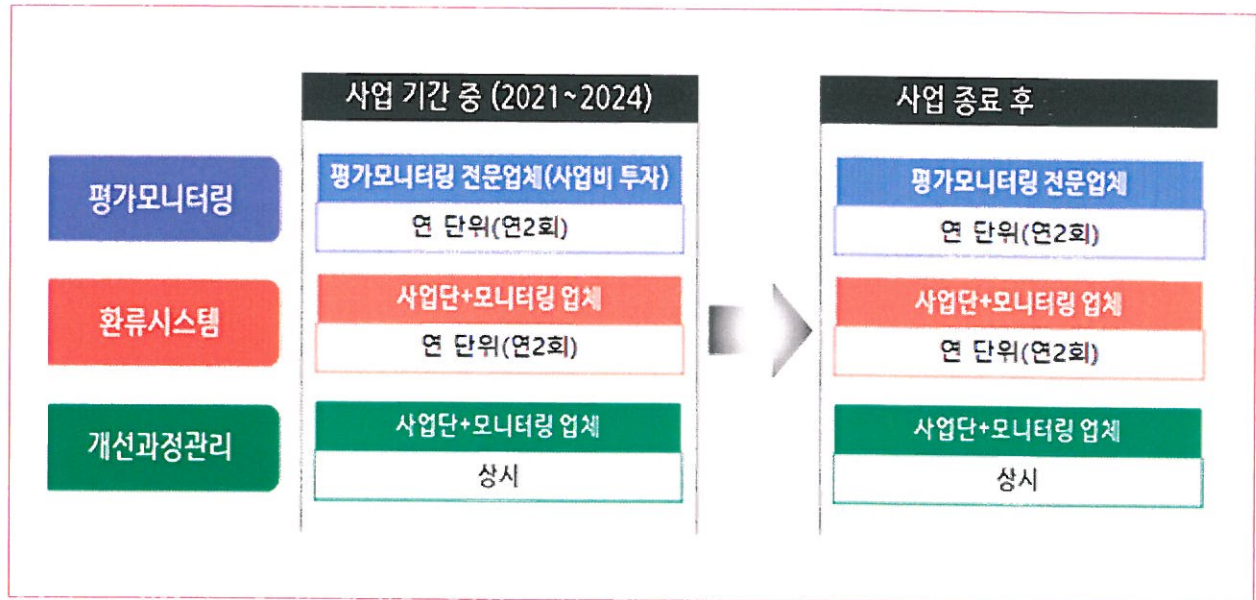 사업 기간 중 (2021~2024)
사업 종료 후
평가모니터링
평가모니터링 전문업체(사업비 투자)
연 단위(연2회)
평가모니터링 전문업체
연 단위(연2회)
환류시스템
사업단+모니터링 업체
연 단위(연2회)
사업단+모니터링 업체
연 단위(연2회)
개선과정관리
사업단+모니터링 업체
상시
사업단+모니터링 업체
상시